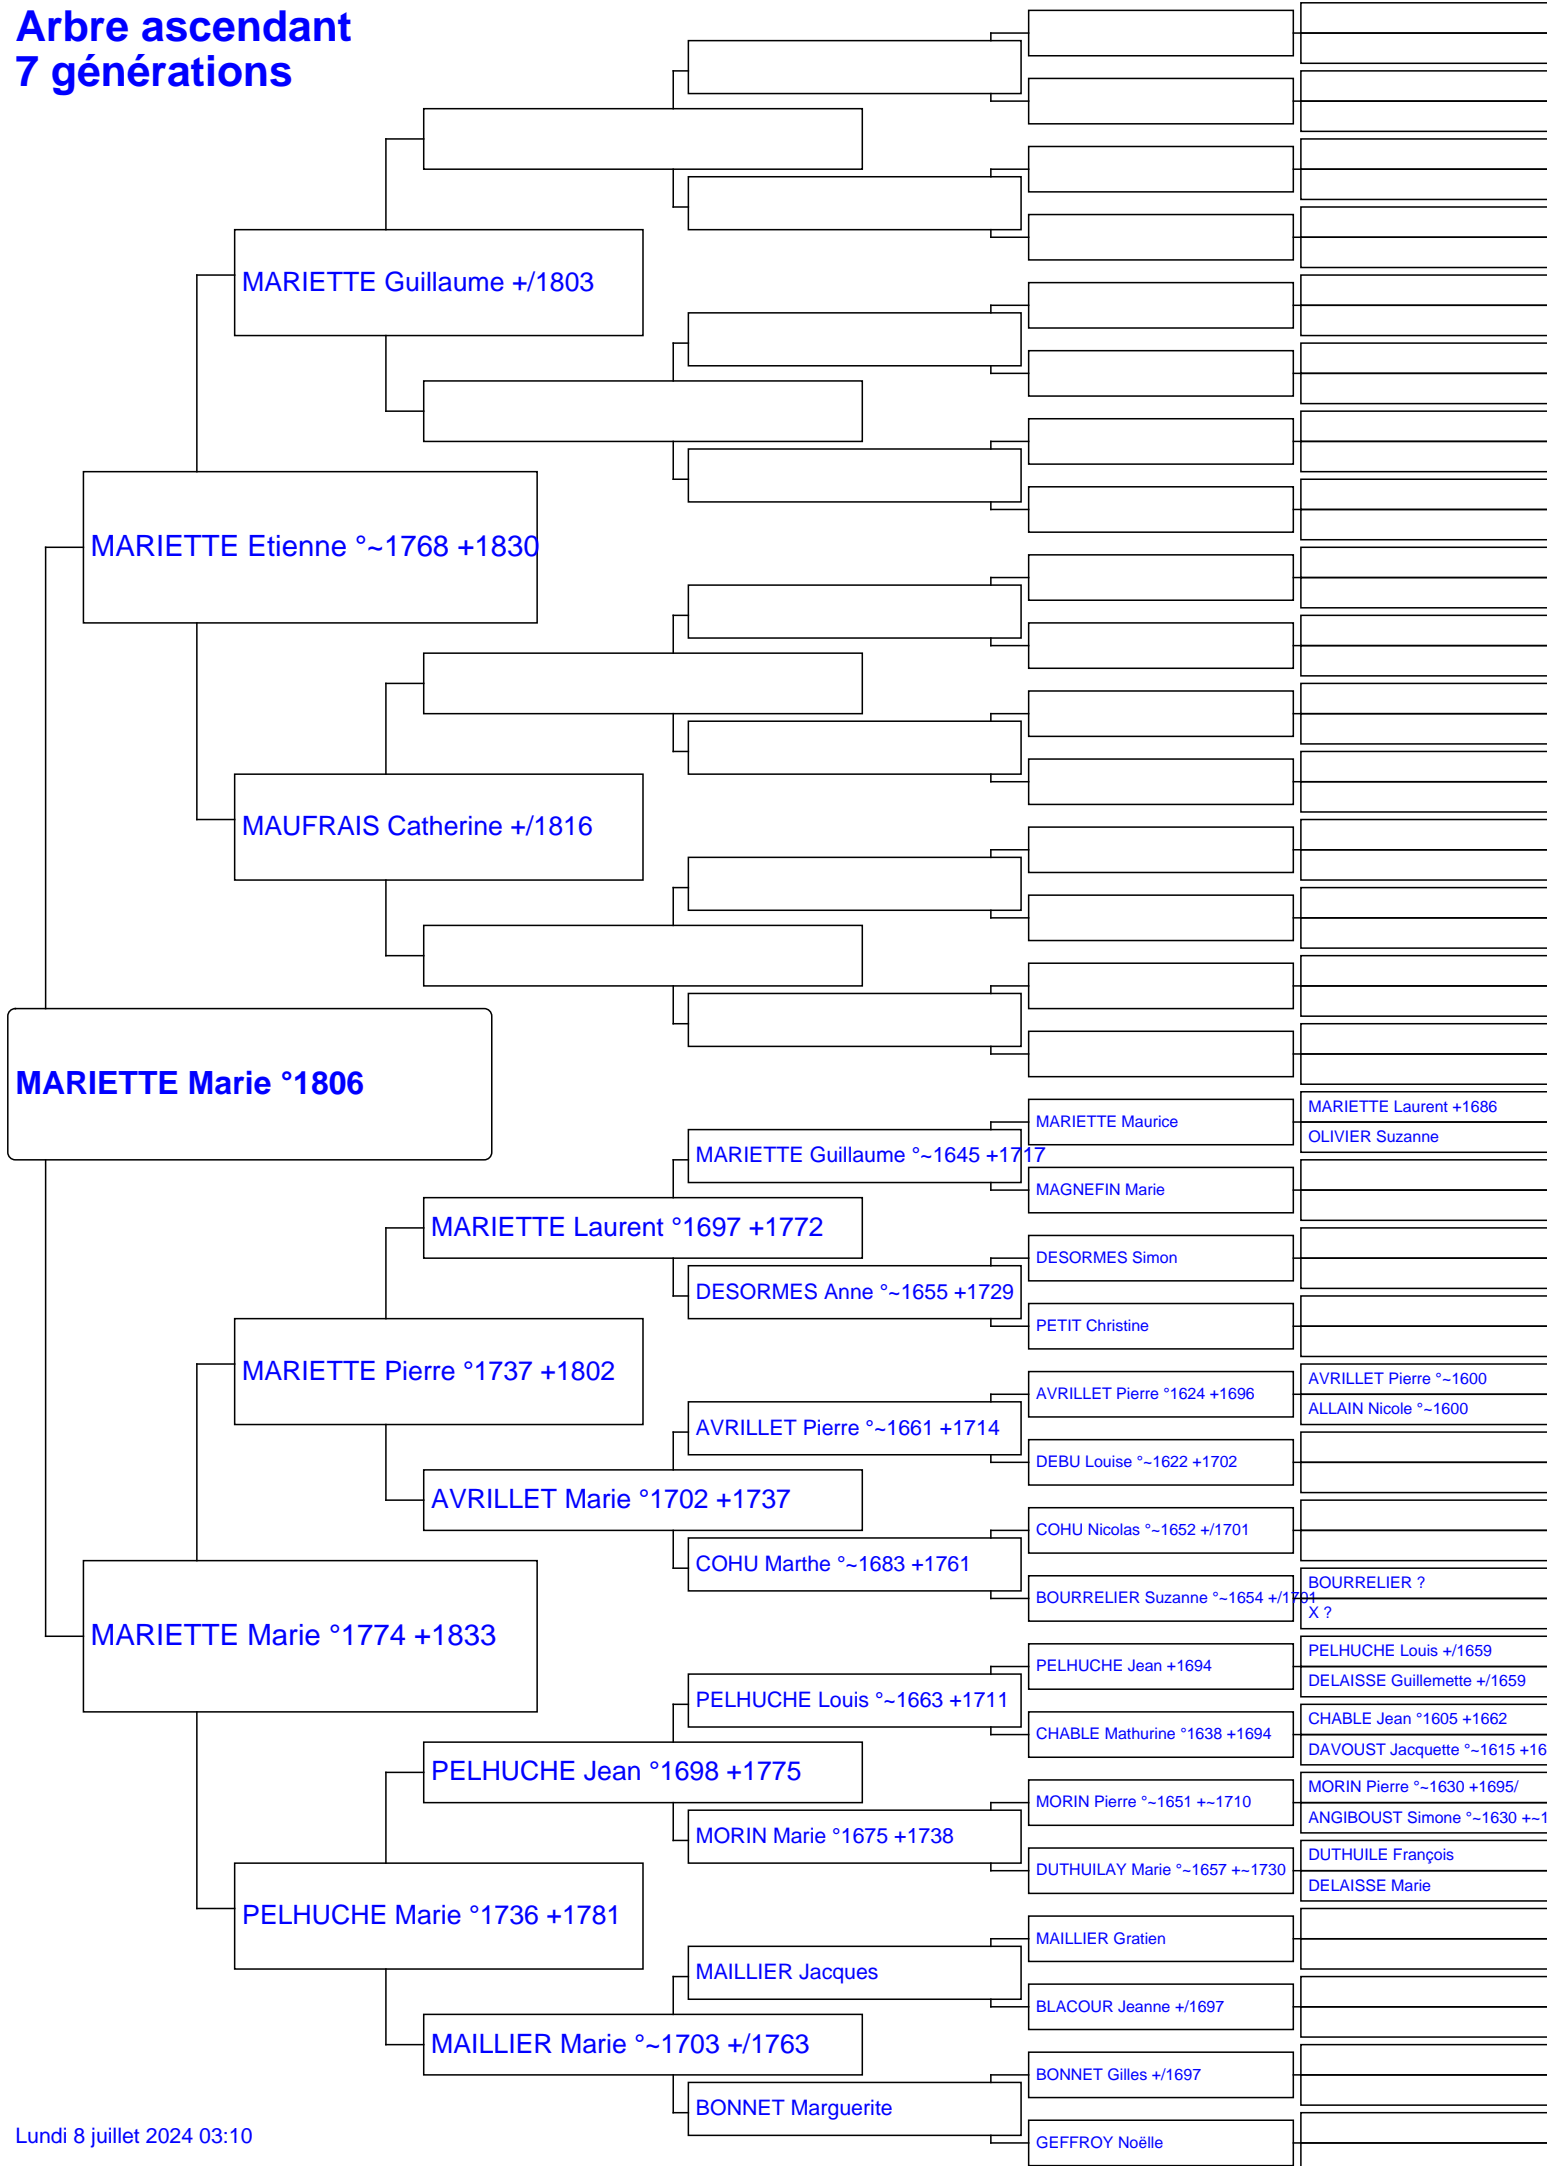 Arbre ascendant
7 générations
MARIETTE Guillaume +/1803
MARIETTE Etienne °~1768 +1830
MAUFRAIS Catherine +/1816
MARIETTE Marie °1806
MARIETTE Laurent +1686
MARIETTE Maurice
OLIVIER Suzanne
MARIETTE Guillaume °~1645 +1717
MAGNEFIN Marie
MARIETTE Laurent °1697 +1772
DESORMES Simon
DESORMES Anne °~1655 +1729
PETIT Christine
MARIETTE Pierre °1737 +1802
AVRILLET Pierre °~1600
AVRILLET Pierre °1624 +1696
ALLAIN Nicole °~1600
AVRILLET Pierre °~1661 +1714
DEBU Louise °~1622 +1702
AVRILLET Marie °1702 +1737
COHU Nicolas °~1652 +/1701
COHU Marthe °~1683 +1761
BOURRELIER ?
BOURRELIER Suzanne °~1654 +/1701
X ?
MARIETTE Marie °1774 +1833
PELHUCHE Louis +/1659
PELHUCHE Jean +1694
DELAISSE Guillemette +/1659
PELHUCHE Louis °~1663 +1711
CHABLE Jean °1605 +1662
CHABLE Mathurine °1638 +1694
DAVOUST Jacquette °~1615 +16
PELHUCHE Jean °1698 +1775
MORIN Pierre °~1630 +1695/
MORIN Pierre °~1651 +~1710
ANGIBOUST Simone °~1630 +~1
MORIN Marie °1675 +1738
DUTHUILE François
DUTHUILAY Marie °~1657 +~1730
DELAISSE Marie
PELHUCHE Marie °1736 +1781
MAILLIER Gratien
MAILLIER Jacques
BLACOUR Jeanne +/1697
MAILLIER Marie °~1703 +/1763
BONNET Gilles +/1697
BONNET Marguerite
GEFFROY Noëlle
Lundi 8 juillet 2024 03:10